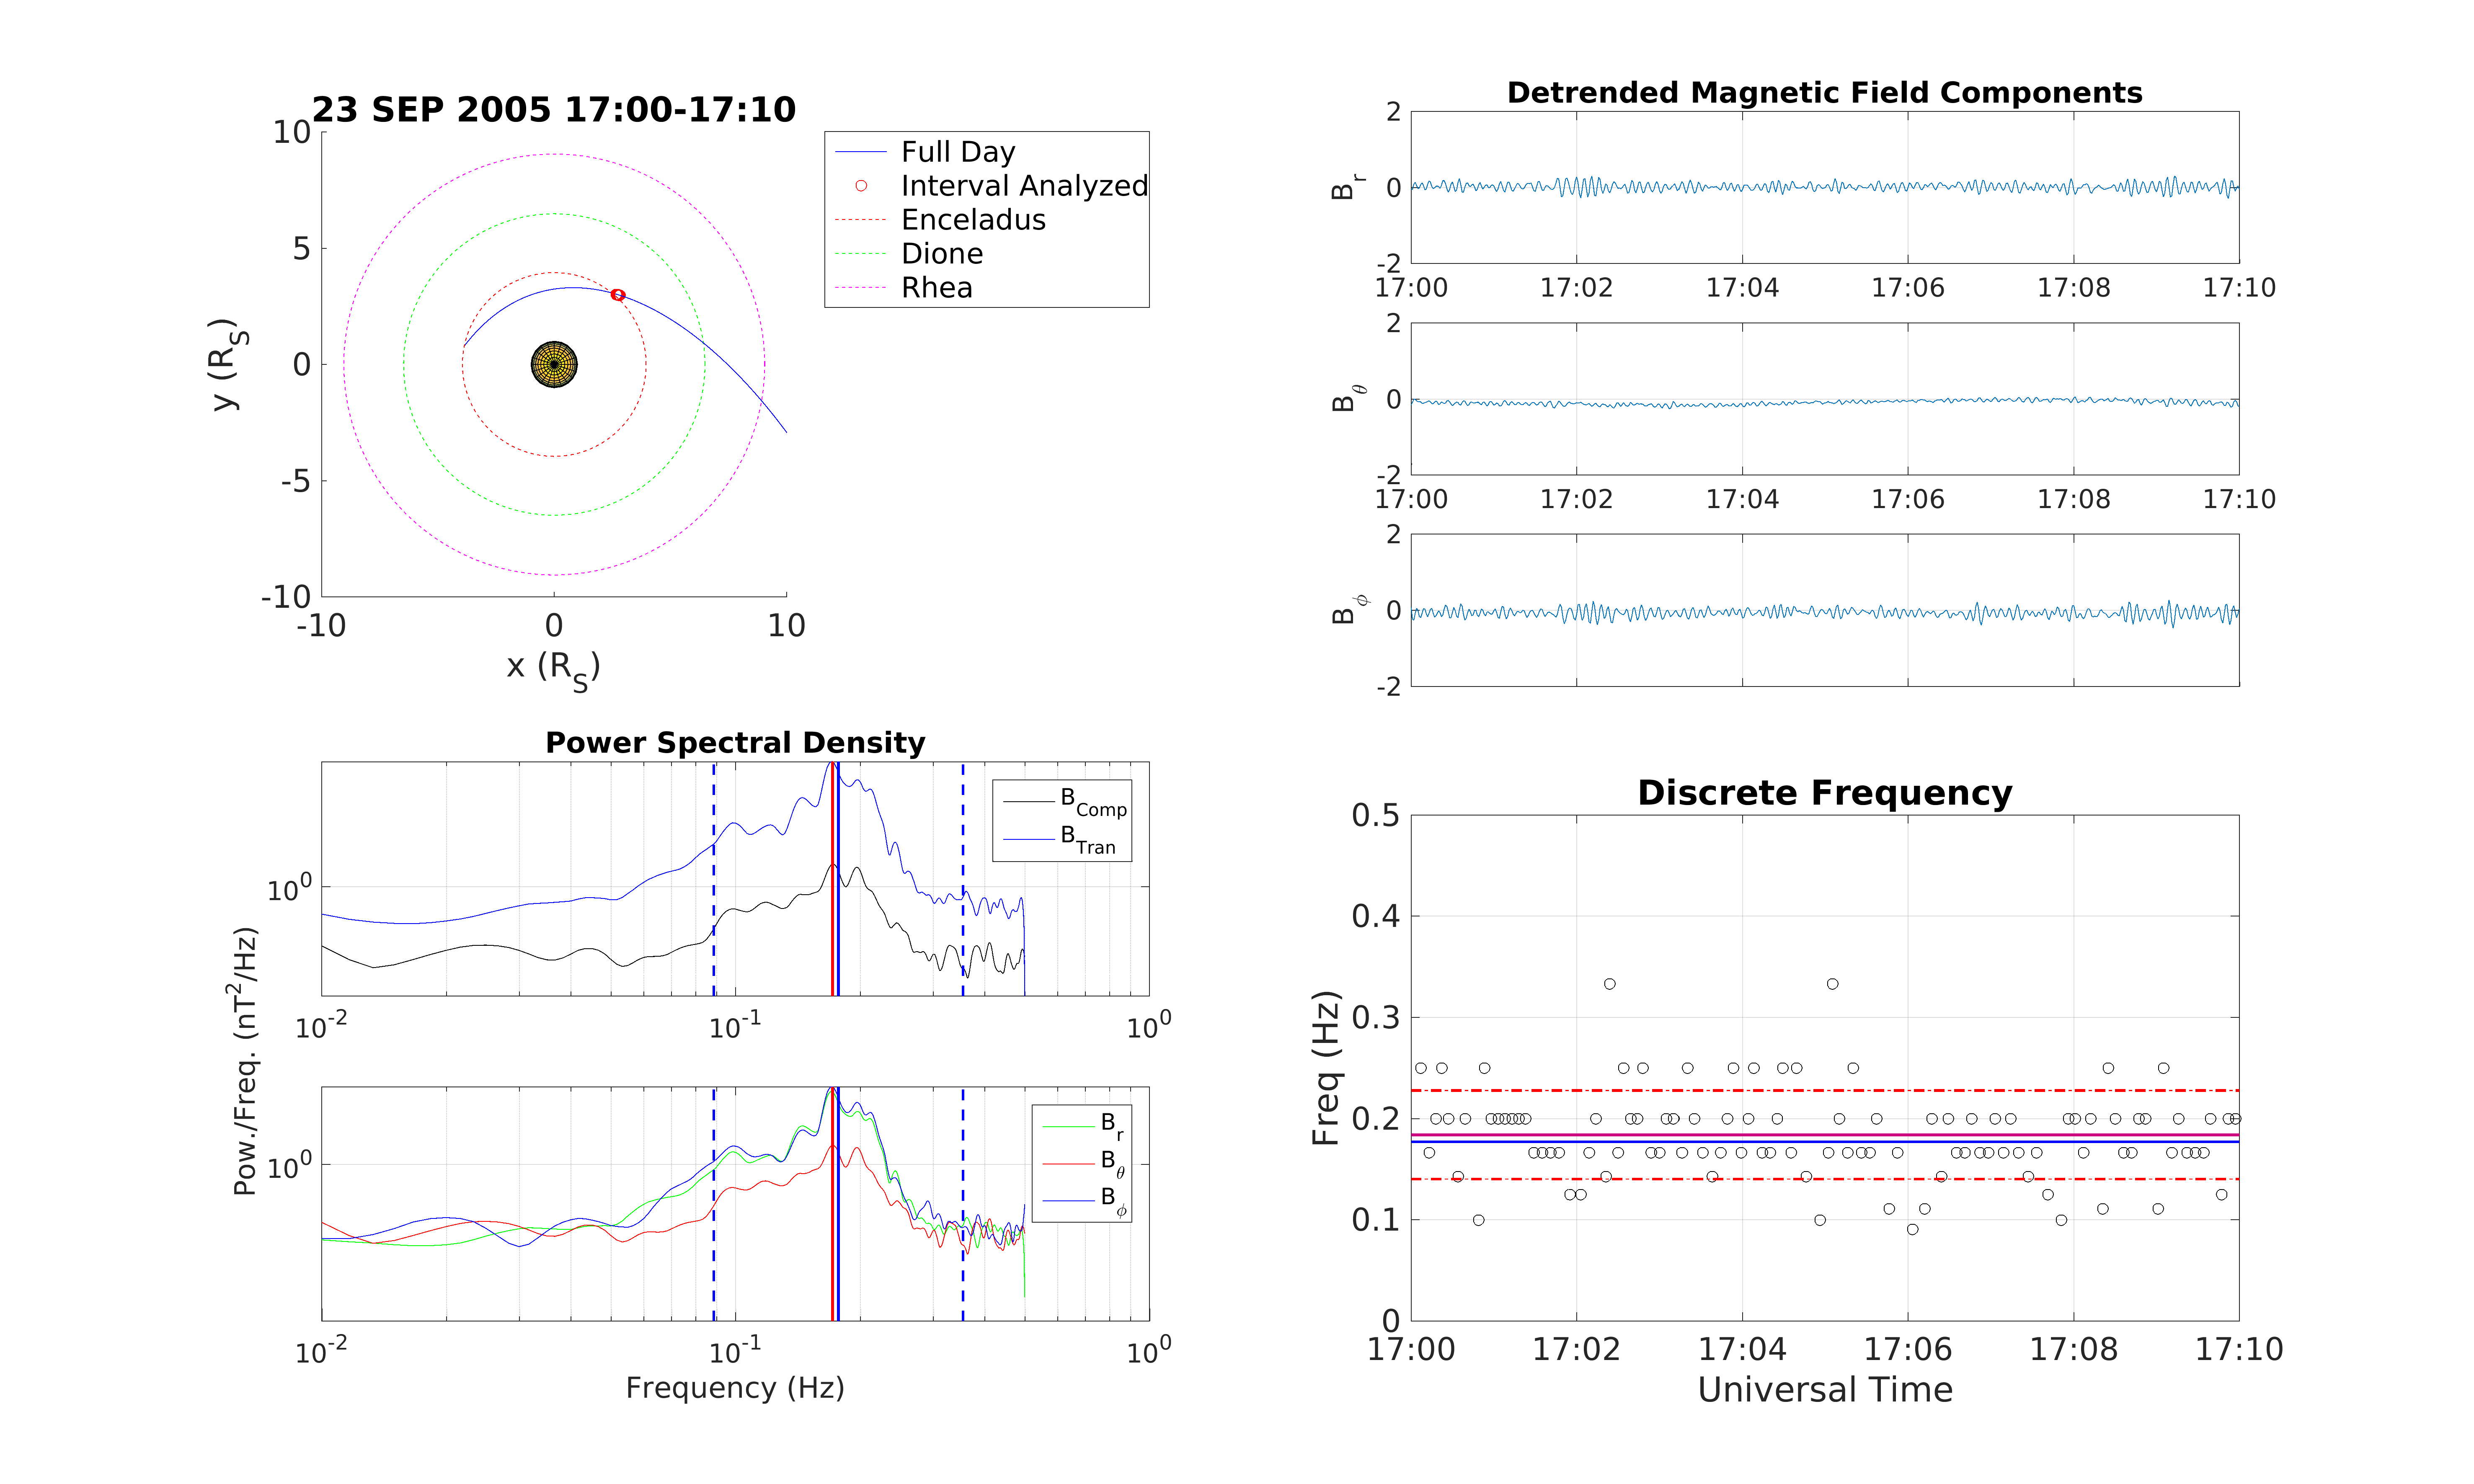 23 SEP 2005 17:00-17:10
10
5
0
-5
-10
-10 0 10
y (R_S)
x (R_S)
Full Day
Interval Analyzed
Enceladus
Dione
Rhea
Detrended Magnetic Field Components
2
0
-2
B_r
17:00 17:02 17:04 17:06 17:08 17:10
2
0
-2
B_θ
17:00 17:02 17:04 17:06 17:08 17:10
2
0
-2
B_ϕ
Power Spectral Density
10^0
B_Comp
B_Tran
10^-2 10^-1 10^0
Pow./Freq. (nT^2/Hz)
10^0
B_r
B_θ
B_ϕ
10^-2 10^-1 10^0
Frequency (Hz)
Discrete Frequency
0.5
0.4
0.3
0.2
0.1
0
Freq (Hz)
17:00 17:02 17:04 17:06 17:08 17:10
Universal Time